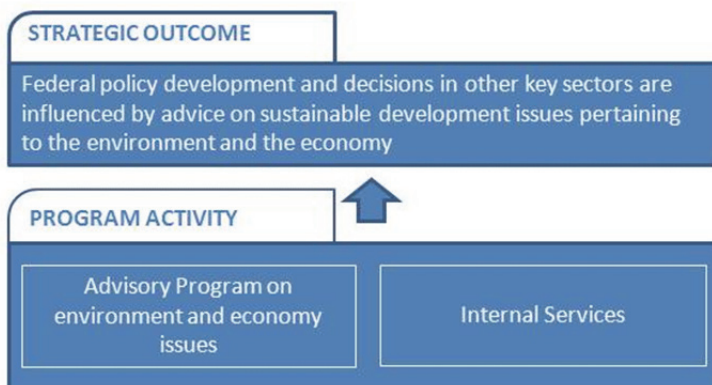 STRATEGIC OUTCOME
Federal policy development and decisions in other key sectors are
influenced by advice on sustainable development issues pertaining
to the environment and the economy
PROGRAM ACTIVITY
Advisory Program on
environment and economy
issues
Internal Services